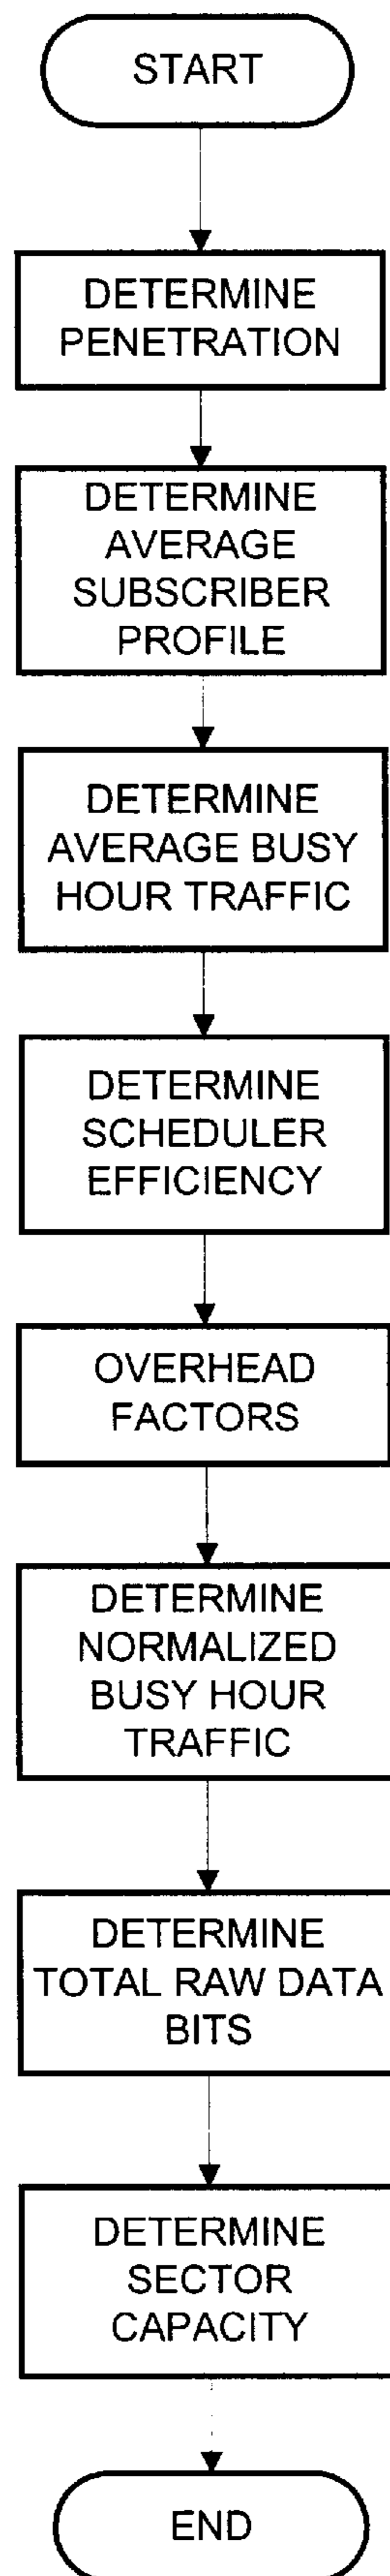 START
DETERMINE
PENETRATION
DETERMINE
AVERAGE
SUBSCRIBER
PROFILE
DETERMINE
AVERAGE BUSY
HOUR TRAFFIC
DETERMINE
SCHEDULER
EFFICIENCY
OVERHEAD
FACTORS
DETERMINE
NORMALIZED
BUSY HOUR
TRAFFIC
DETERMINE
TOTAL RAW DATA
BITS
DETERMINE
SECTOR
CAPACITY
END